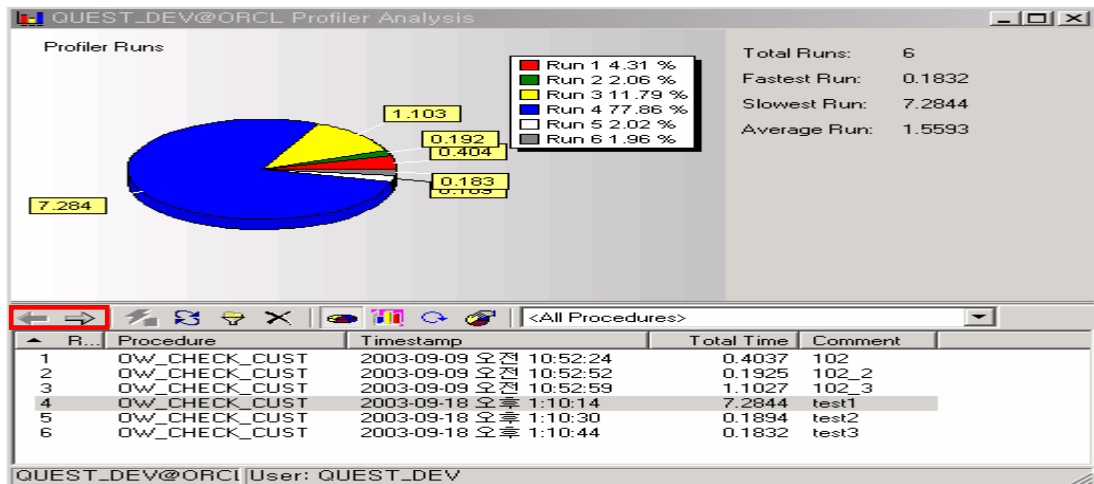 QUEST_DEV@ORCL Profiler Analysis
Profiler Runs
Run 1 4.31 %
Run 2 2.06 %
Run 3 11.79 %
Run 4 77.86 %
Run 5 2.02 %
Run 6 1.96 %
1.103
0.192
0.404
0.183
7.284
Total Runs: 6
Fastest Run: 0.1832
Slowest Run: 7.2844
Average Run: 1.5593
<All Procedures>
R... Procedure Timestamp Total Time Comment
1 OW_CHECK_CUST 2003-09-09 오전 10:52:24 0.4037 102
2 OW_CHECK_CUST 2003-09-09 오전 10:52:52 0.1925 102_2
3 OW_CHECK_CUST 2003-09-09 오전 10:52:59 1.1027 102_3
4 OW_CHECK_CUST 2003-09-18 오후 1:10:14 7.2844 test1
5 OW_CHECK_CUST 2003-09-18 오후 1:10:30 0.1894 test2
6 OW_CHECK_CUST 2003-09-18 오후 1:10:44 0.1832 test3
QUEST_DEV@ORCL User: QUEST_DEV